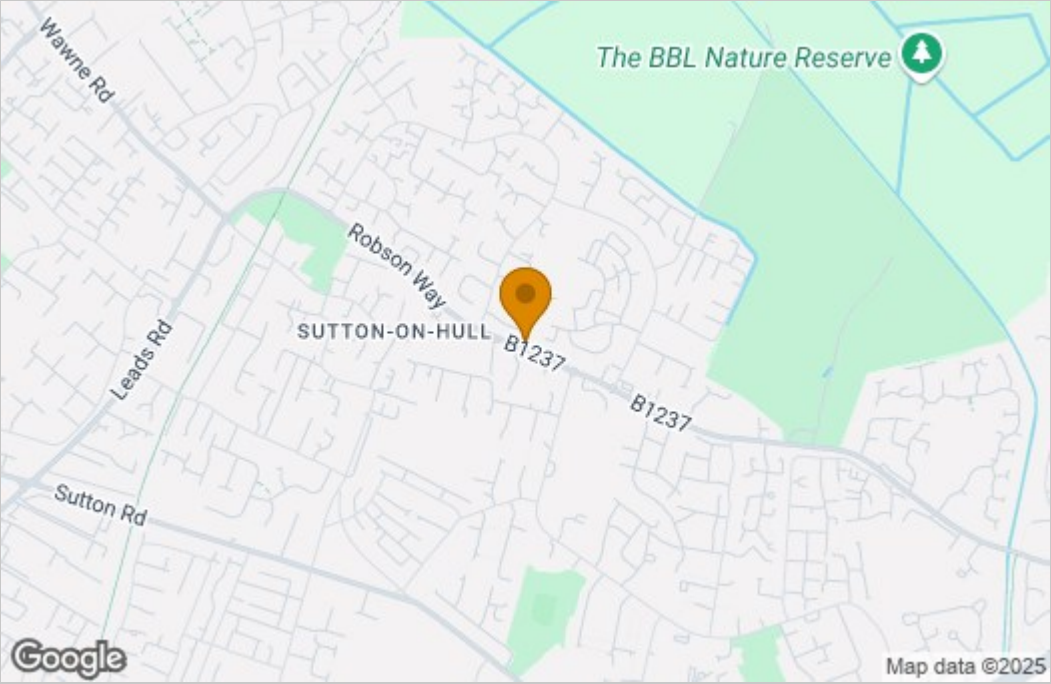 Wawne Rd
The BBL Nature Reserve
Robson Way
SUTTON-ON-HULL
B1237
Leads Rd
B1237
Sutton Rd
Google
Map data ©2025